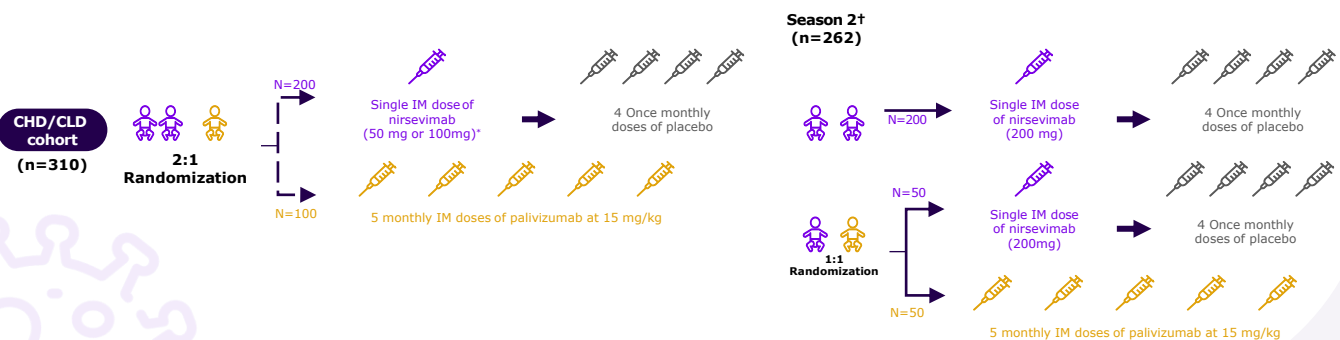 CHD/CLD
cohort
(n=310)
2:1
Randomization
N=200
Single IM dose of
nirsevimab
(50 mg or 100mg)*
4 Once monthly
doses of placebo
N=100
5 monthly IM doses of palivizumab at 15 mg/kg
Season 2†
(n=262)
N=200
Single IM dose
of nirsevimab
(200 mg)
4 Once monthly
doses of placebo
1:1
Randomization
N=50
Single IM dose
of nirsevimab
(200mg)
4 Once monthly
doses of placebo
N=50
5 monthly IM doses of palivizumab at 15 mg/kg